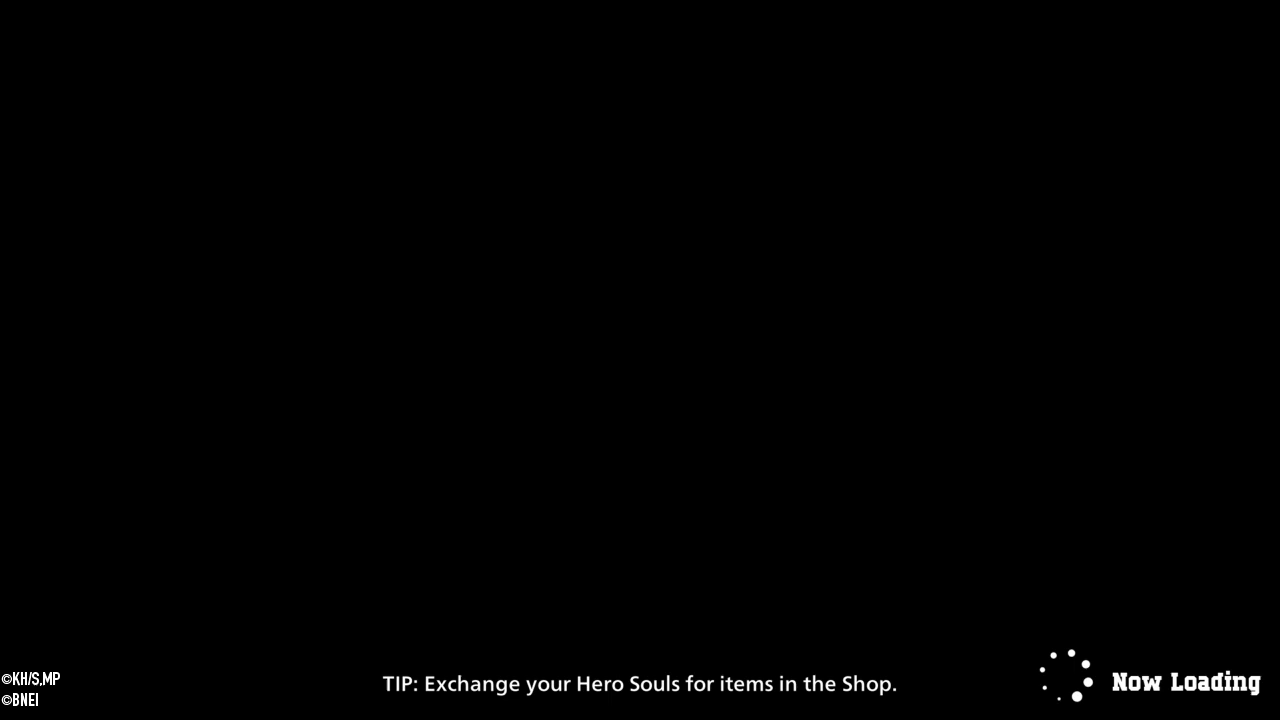 TIP: Exchange your Hero Souls for items in the Shop.
Now Loading
©KH/S,MP
©BNEI